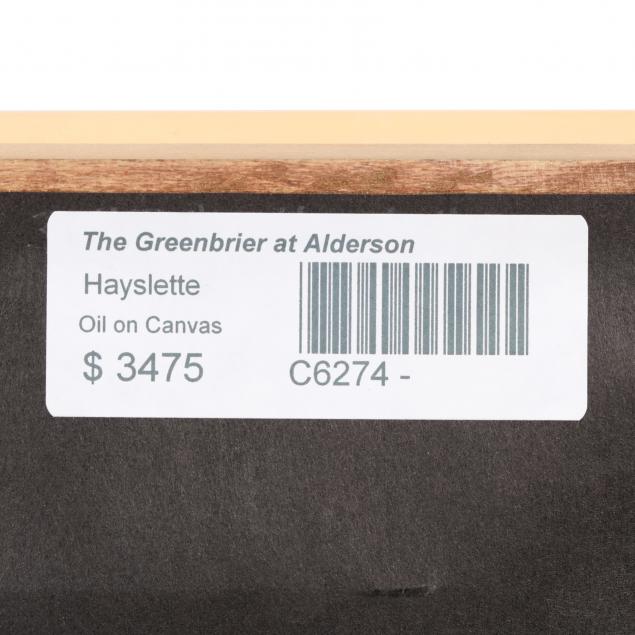 The Greenbrier at Alderson
Hayslette
Oil on Canvas
$ 3475
C6274 -